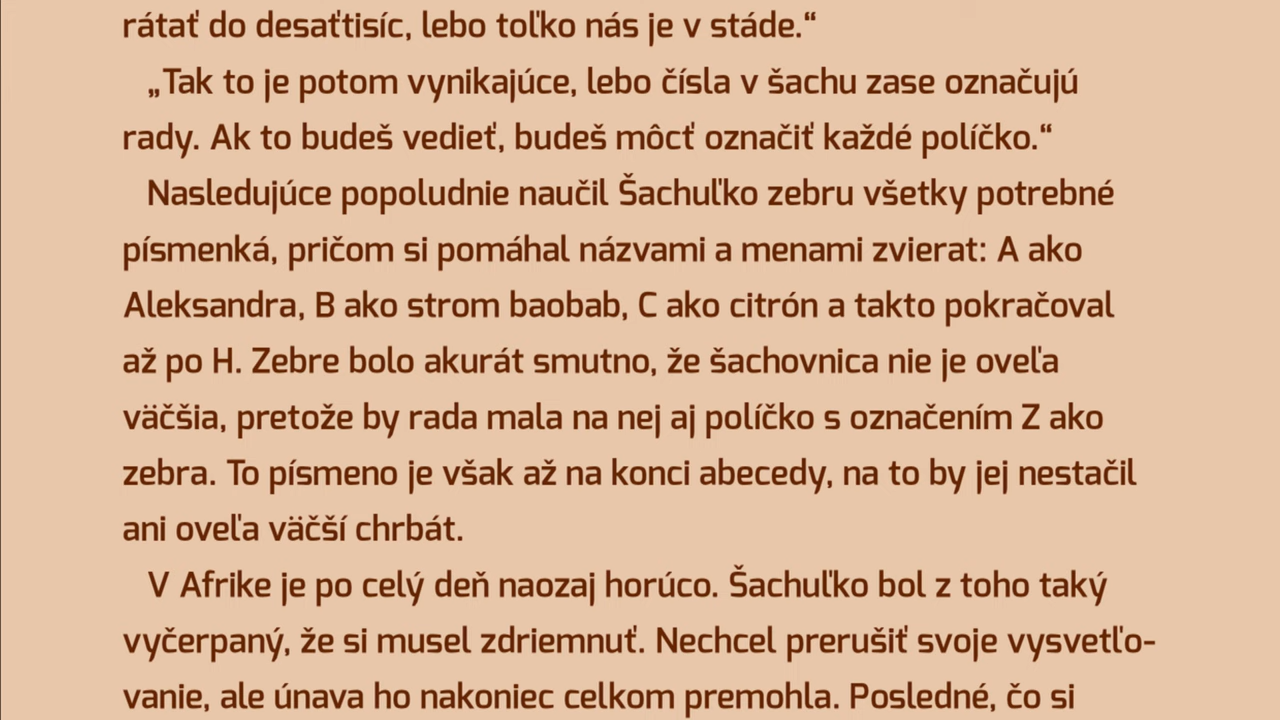 rátať do desaťtisíc, lebo toľko nás je v stáde.“
„Tak to je potom vynikajúce, lebo čísla v šachu zase označujú
rady. Ak to budeš vedieť, budeš môcť označiť každé políčko.“
Nasledujúce popoludnie naučil Šachuľko zebru všetky potrebné
písmenká, pričom si pomáhal názvami a menami zvierat: A ako
Aleksandra, B ako strom baobab, C ako citrón a takto pokračoval
až po H. Zebre bolo akurát smutno, že šachovnica nie je oveľa
väčšia, pretože by rada mala na nej aj políčko s označením Z ako
zebra. To písmeno je však až na konci abecedy, na to by jej nestačil
ani oveľa väčší chrbát.
V Afrike je po celý deň naozaj horúco. Šachuľko bol z toho taký
vyčerpaný, že si musel zdriemnuť. Nechcel prerušiť svoje vysvetľo-
vanie, ale únava ho nakoniec celkom premohla. Posledné, čo si